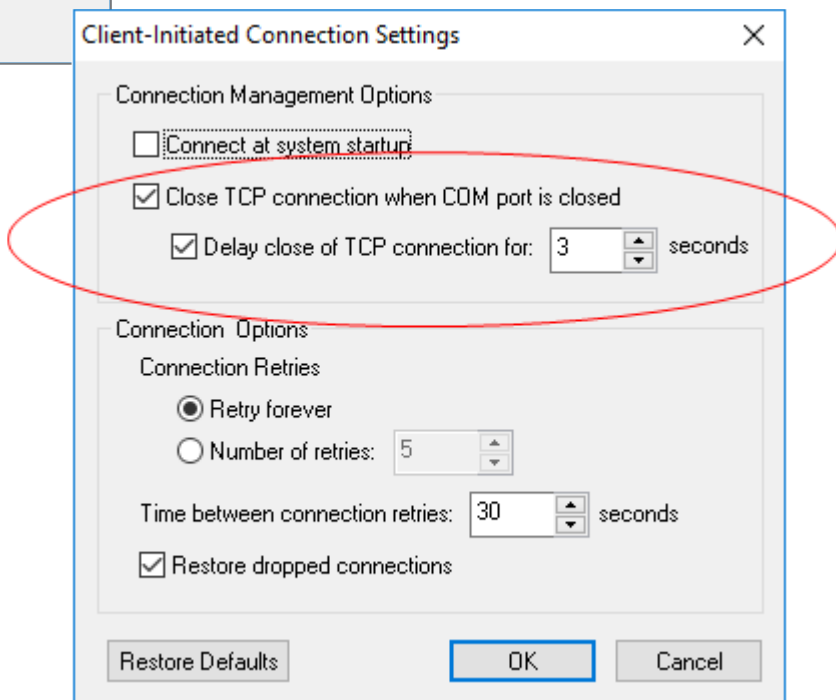 Client-Initiated Connection Settings
Connection Management Options
Connect at system startup
Close TCP connection when COM port is closed
Delay close of TCP connection for: 3 seconds
Connection Options
Connection Retries
Retry forever
Number of retries: 5
Time between connection retries: 30 seconds
Restore dropped connections
Restore Defaults OK Cancel